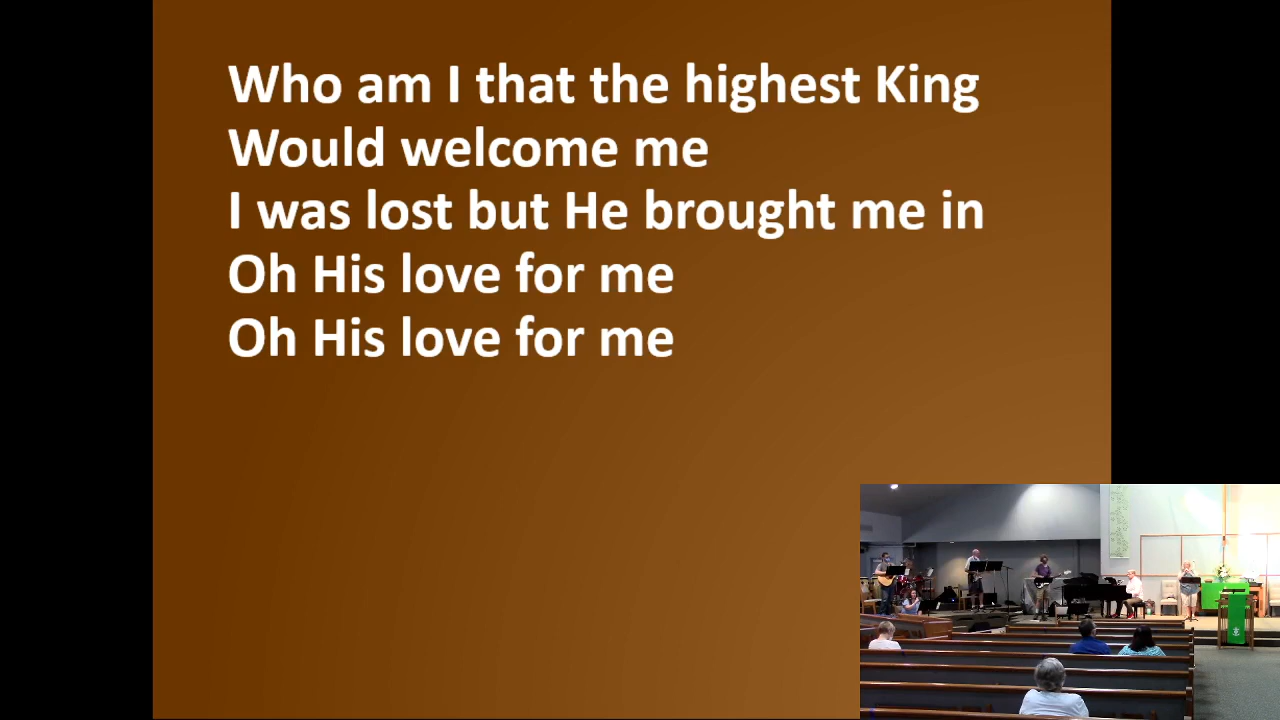 Who am I that the highest King
Would welcome me
I was lost but He brought me in
Oh His love for me
Oh His love for me